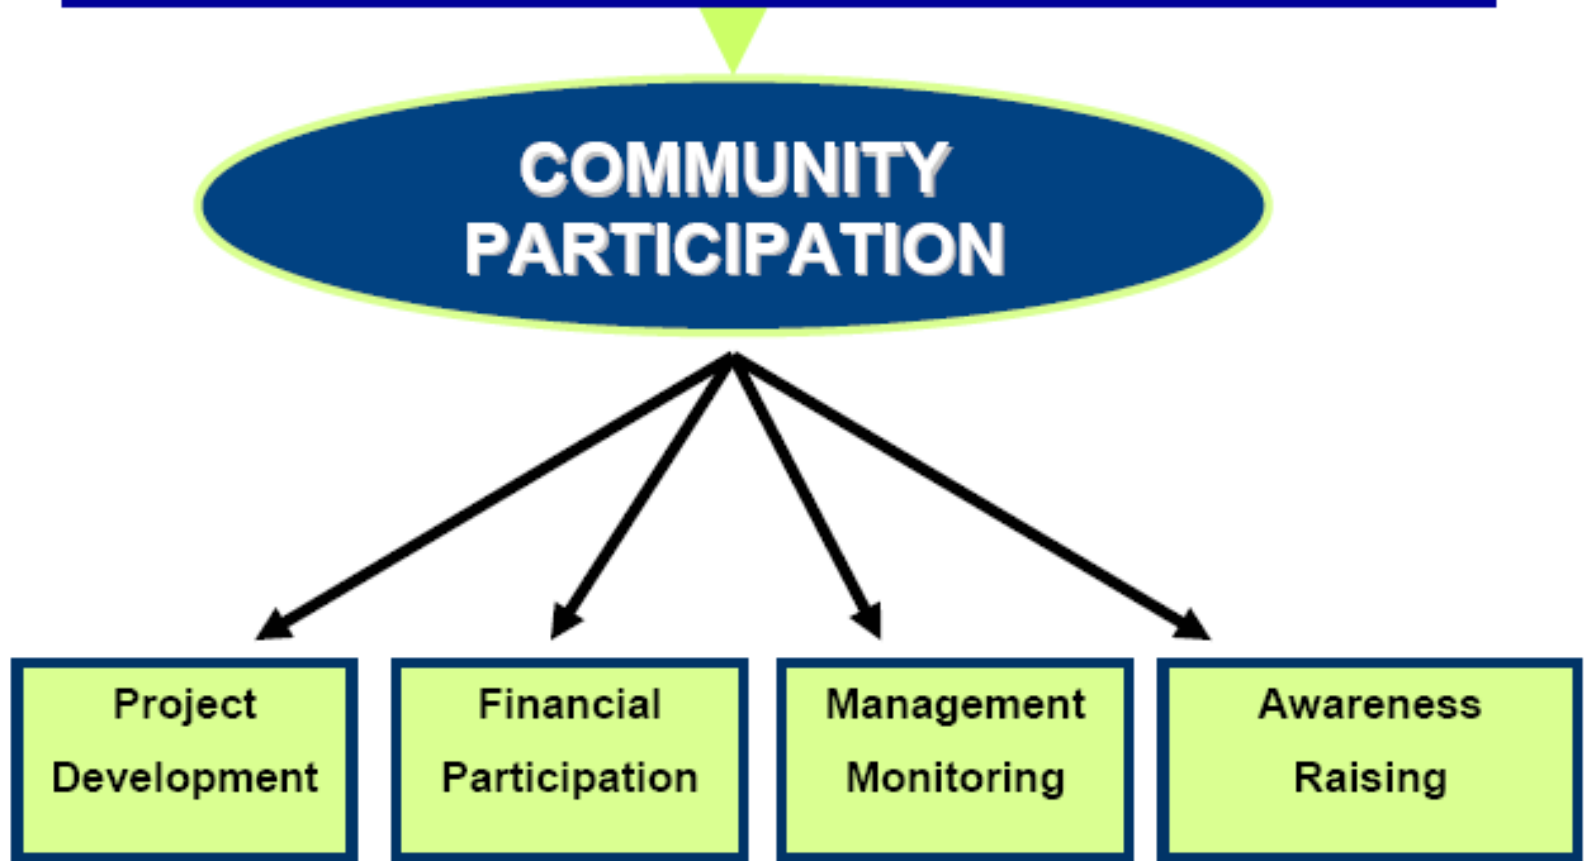 COMMUNITY
PARTICIPATION
Project
Development
Financial
Participation
Management
Monitoring
Awareness
Raising